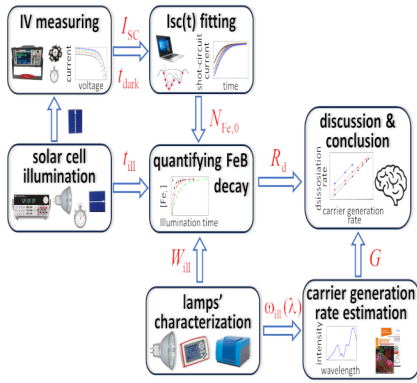 IV measuring
current
voltage
I_SC
t_dark
Isc(t) fitting
shot-circuit
current
time
N_Fe,0
solar cell
illumination
t_ill
quantifying FeB
decay
[Fe_i]
Illumination time
R_d
discussion &
conclusion
dsissosiation
rate
carrier generation
rate
W_ill
G
lamps'
characterization
ω_ill(λ)
carrier generation
rate estimation
intensity
wavelength